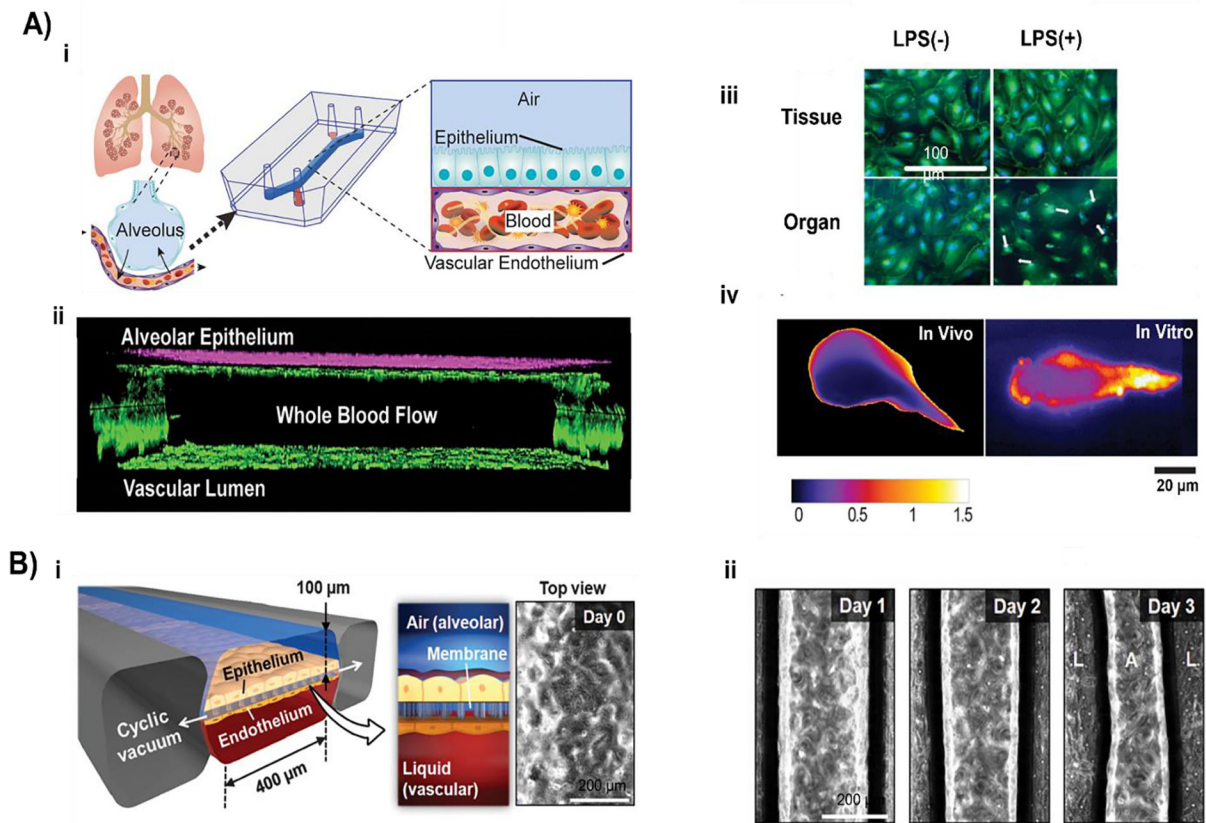 A)
i
Alveolus
Air
Epithelium
Blood
Vascular Endothelium
ii
Alveolar Epithelium
Whole Blood Flow
Vascular Lumen
LPS(-)
LPS(+)
iii
Tissue
100
μm
Organ
iv
In Vivo
In Vitro
0
0.5
1
1.5
20 μm
B)
i
100 μm
Epithelium
Endothelium
Cyclic
vacuum
400 μm
Air (alveolar)
Membrane
Liquid
(vascular)
Top view
Day 0
200 μm
ii
Day 1
200 μm
Day 2
Day 3
L
A
L